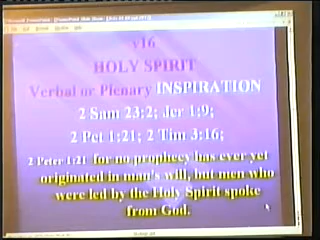 v16
HOLY SPIRIT
Verbal or Plenary INSPIRATION
2 Sam 23:2; Jer 1:9;
2 Pet 1:21; 2 Tim 3:16;
2 Peter 1:21 for no prophecy has ever yet
originated in man's will, but men who
were led by the Holy Spirit spoke
from God.